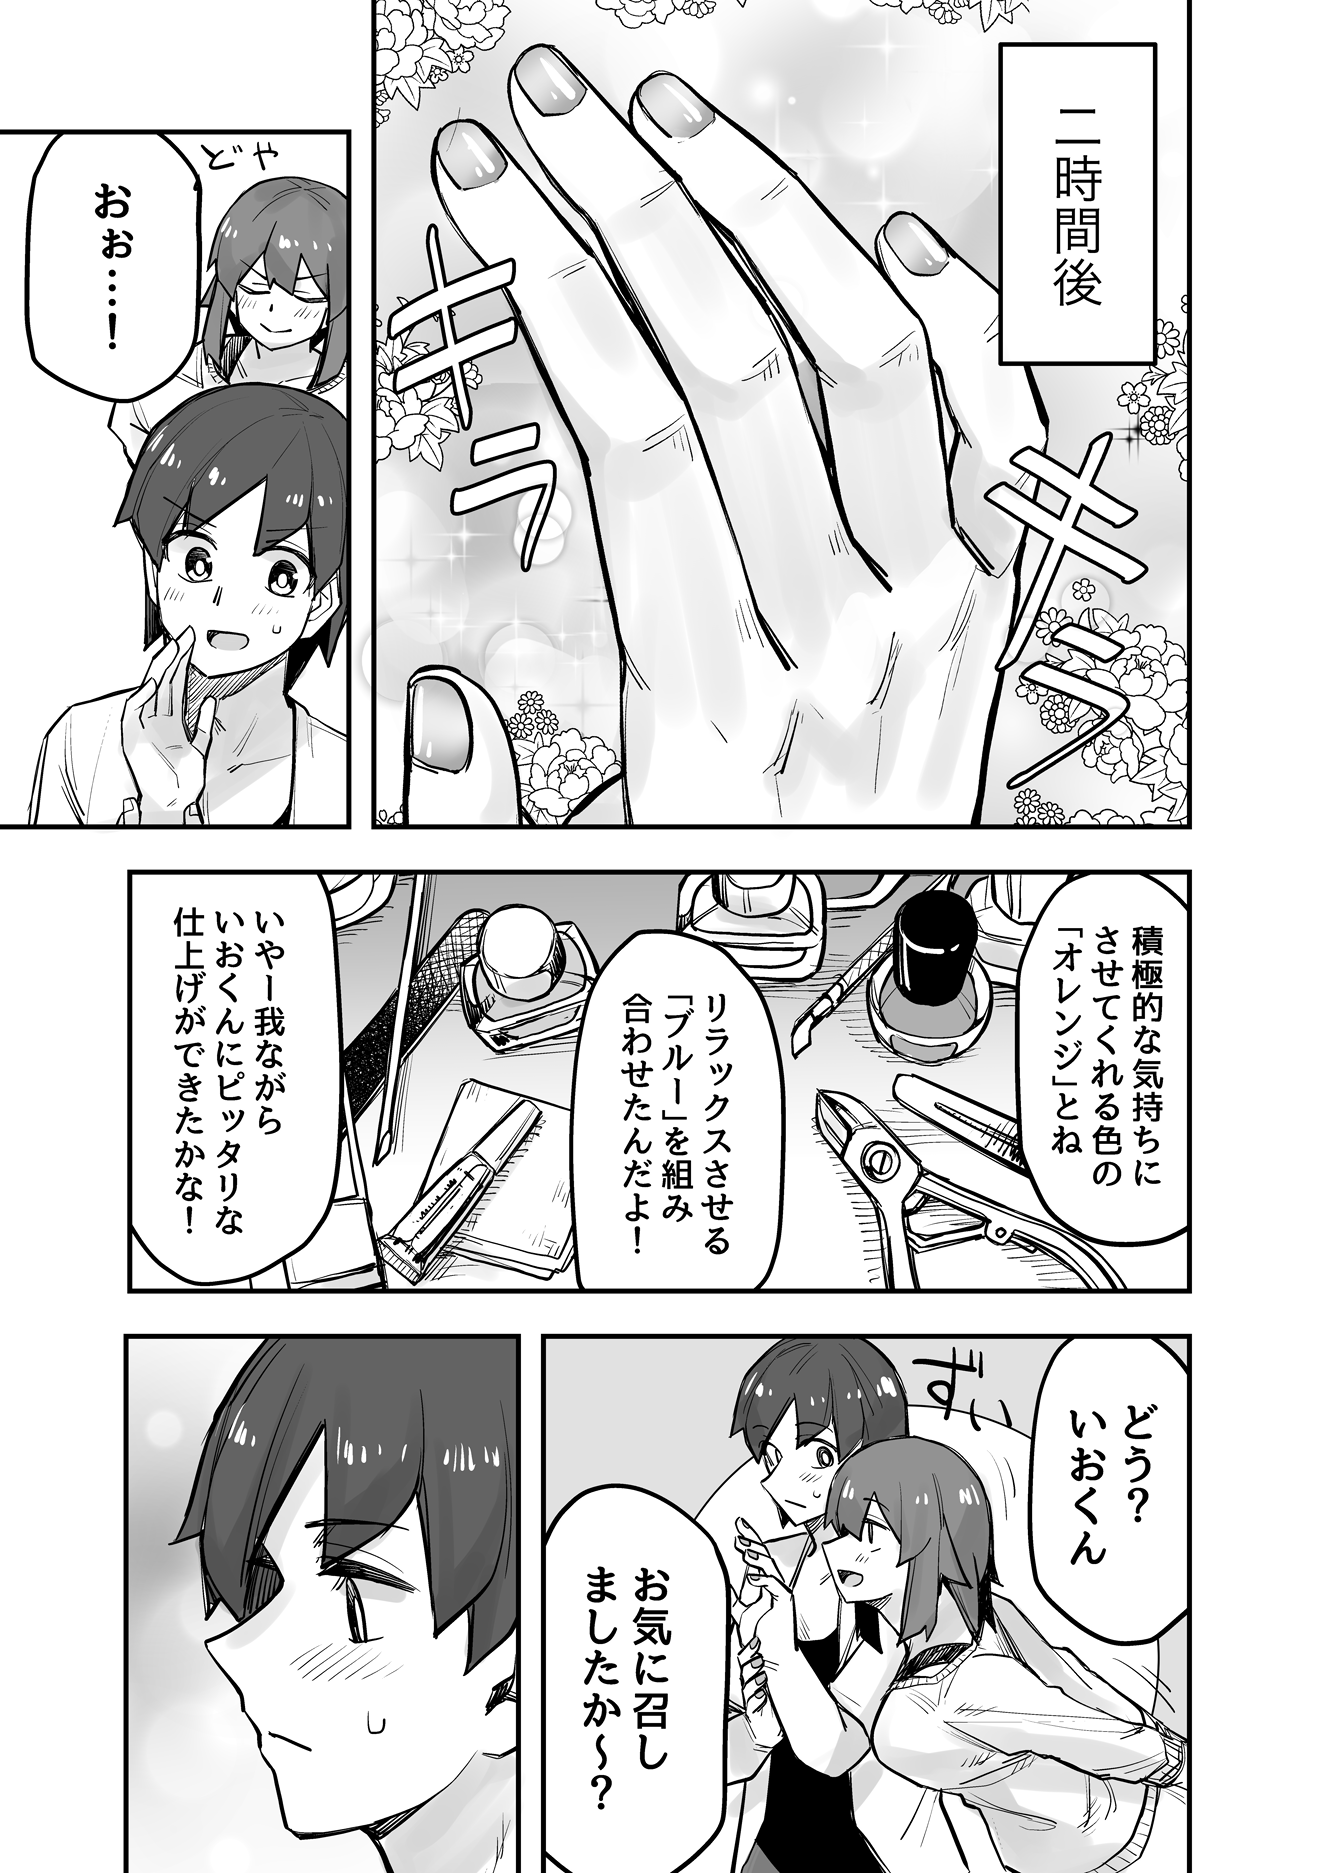 二時間後
キラ
キラ
どや
おぉ…！
積極的な気持ちに
させてくれる色の
「オレンジ」とね
リラックスさせる
「ブルー」を組み
合わせたんだよ！
いやー我ながら
いおくんにピッタリな
仕上げができたかな！
どう？
いおくん
ずいっ
お気に召し
ましたか～？